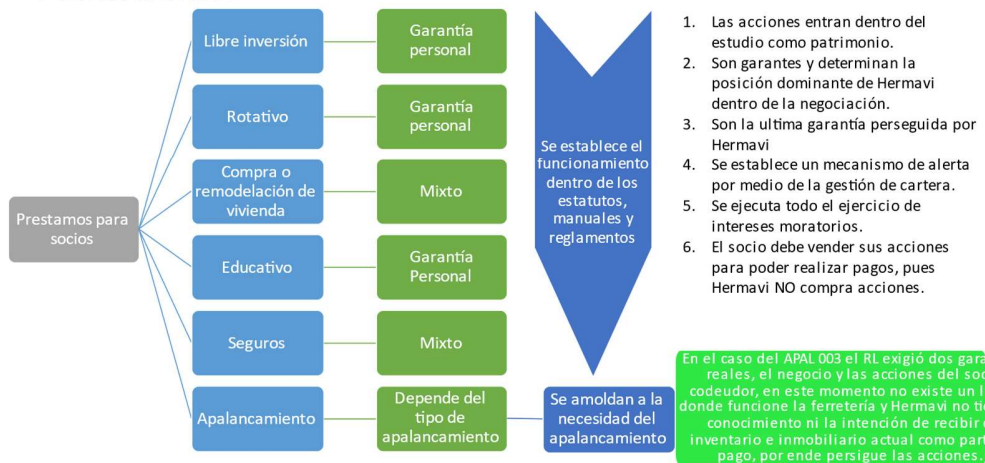 Prestamos para
socios
Libre inversión
Garantía
personal
Rotativo
Garantía
personal
Compra o
remodelación de
vivienda
Mixto
Educativo
Garantía
Personal
Seguros
Mixto
Apalancamiento
Depende del
tipo de
apalancamiento
Se amoldan a la
necesidad del
apalancamiento
Se establece el
funcionamiento
dentro de los
estatutos,
manuales y
reglamentos
1. Las acciones entran dentro del
estudio como patrimonio.
2. Son garantes y determinan la
posición dominante de Hermavi
dentro de la negociación.
3. Son la ultima garantía perseguida por
Hermavi
4. Se establece un mecanismo de alerta
por medio de la gestión de cartera.
5. Se ejecuta todo el ejercicio de
intereses moratorios.
6. El socio debe vender sus acciones
para poder realizar pagos, pues
Hermavi NO compra acciones.
En el caso del APAL 003 el RL exigió dos
reales, el negocio y las acciones del
codeudor, en este momento no existe un
donde funcione la ferretería y Hermavi no
conocimiento ni la intención de recibir
inventario e inmobiliario actual como
pago, por ende persigue las acciones.